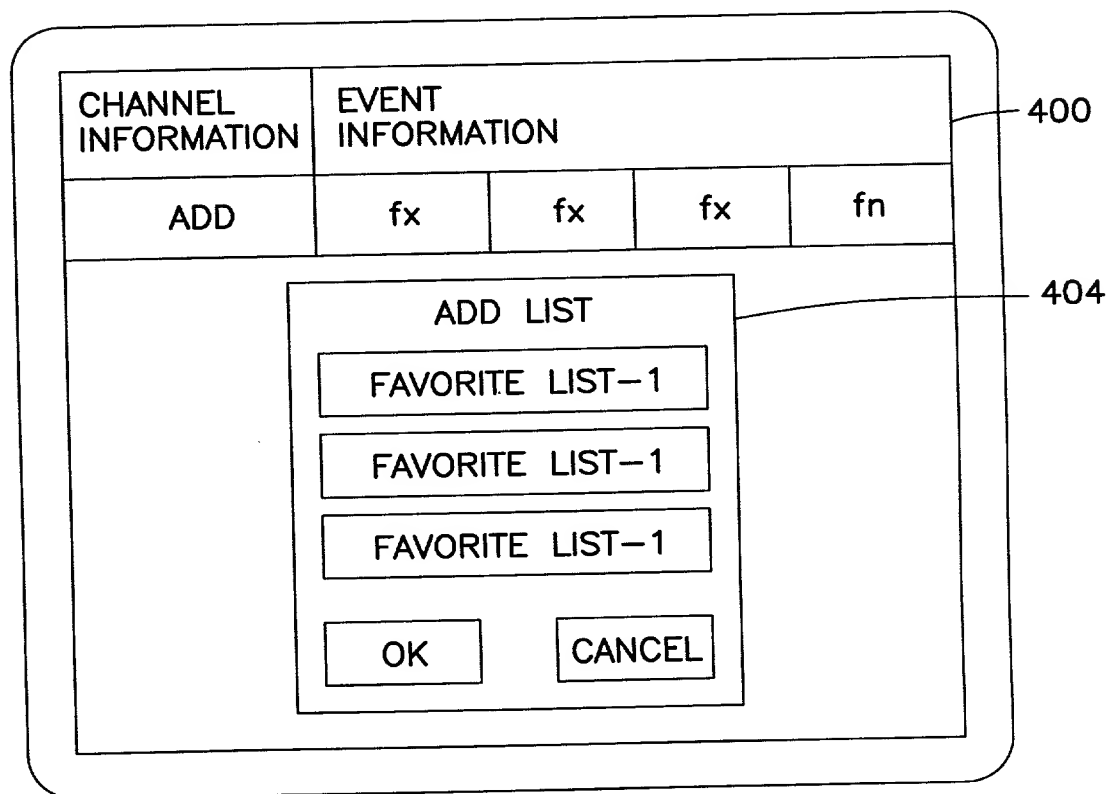 CHANNEL
INFORMATION
EVENT
INFORMATION
400
ADD
fx
fx
fx
fn
404
ADD LIST
FAVORITE LIST-1
FAVORITE LIST-1
FAVORITE LIST-1
OK
CANCEL